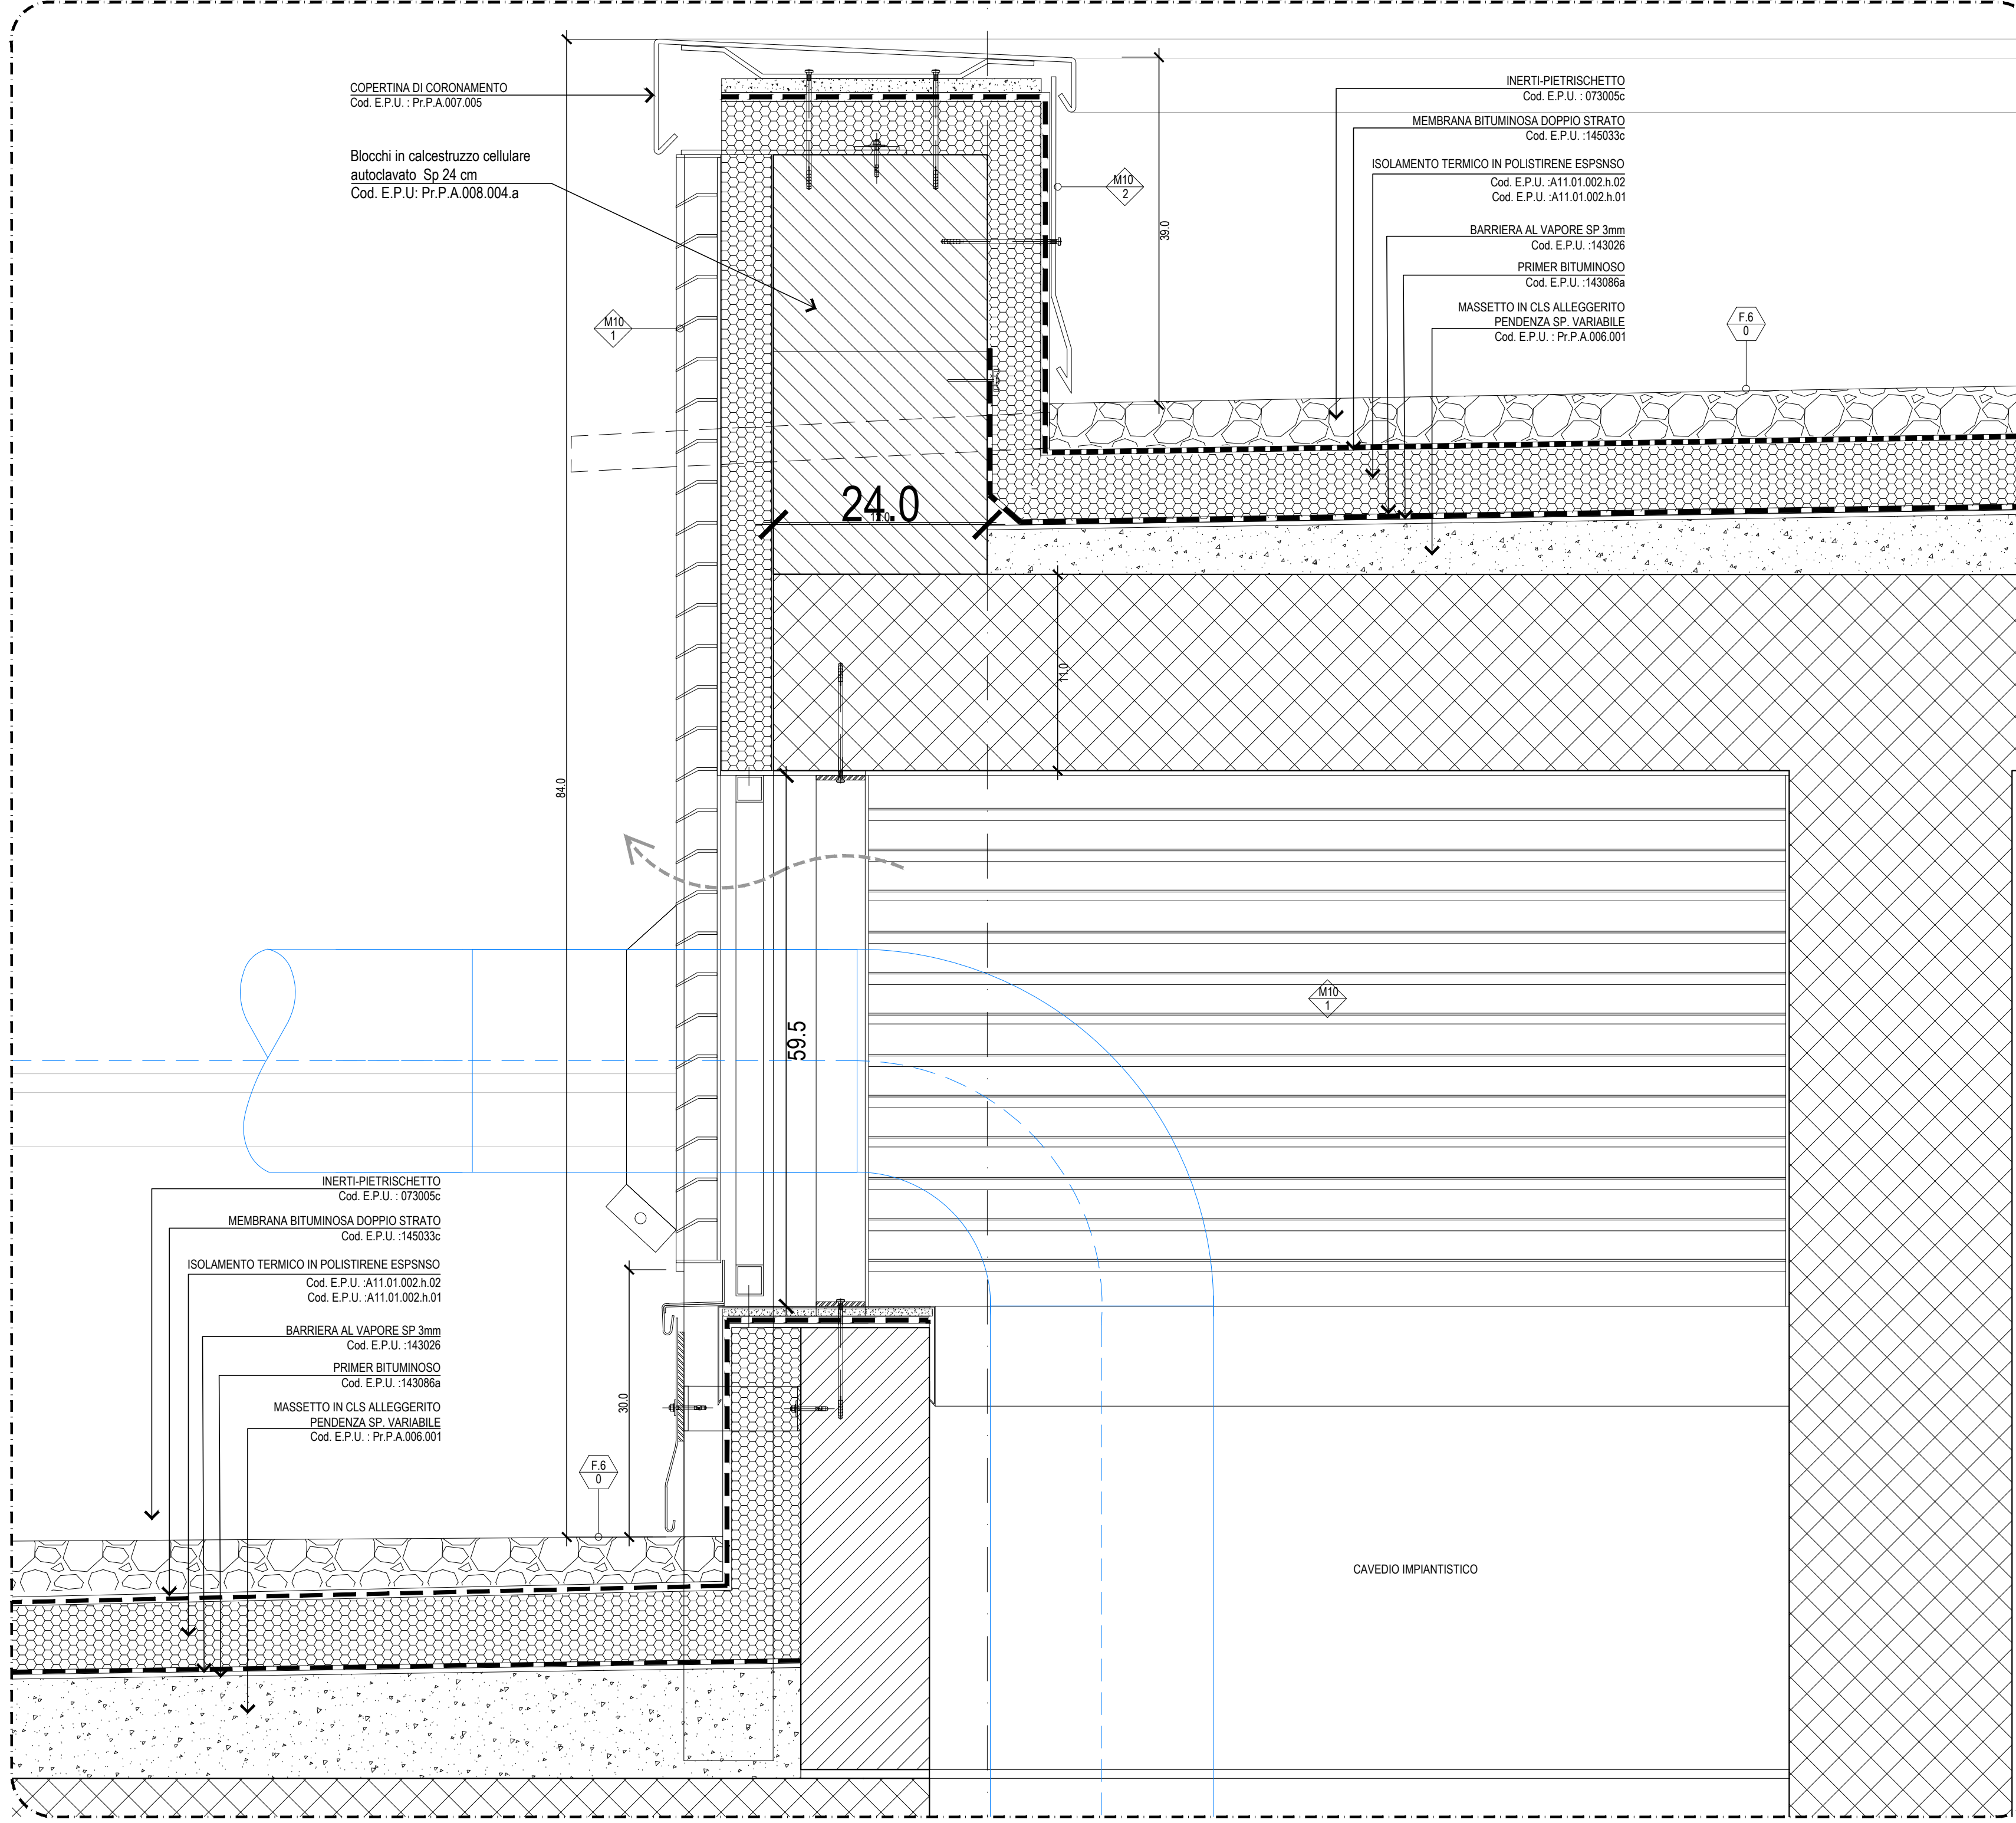 COPERTINA DI CORONAMENTO
Cod. E.P.U. : Pr.P.A.007.005
Blocchi in calcestruzzo cellulare
autoclavato Sp 24 cm
Cod. E.P.U: Pr.P.A.008.004.a
INERTI-PIETRISCHETTO
Cod. E.P.U. : 073005c
MEMBRANA BITUMINOSA DOPPIO STRATO
Cod. E.P.U. :145033c
ISOLAMENTO TERMICO IN POLISTIRENE ESPSNSO
Cod. E.P.U. :A11.01.002.h.02
Cod. E.P.U. :A11.01.002.h.01
BARRIERA AL VAPORE SP 3mm
Cod. E.P.U. :143026
PRIMER BITUMINOSO
Cod. E.P.U. :143086a
MASSETTO IN CLS ALLEGGERITO
PENDENZA SP. VARIABILE
Cod. E.P.U. : Pr.P.A.006.001
M10
2
39.0
M10
1
F.6
0
24.0
11.0
84.0
59.5
M10
1
INERTI-PIETRISCHETTO
Cod. E.P.U. : 073005c
MEMBRANA BITUMINOSA DOPPIO STRATO
Cod. E.P.U. :145033c
ISOLAMENTO TERMICO IN POLISTIRENE ESPSNSO
Cod. E.P.U. :A11.01.002.h.02
Cod. E.P.U. :A11.01.002.h.01
BARRIERA AL VAPORE SP 3mm
Cod. E.P.U. :143026
PRIMER BITUMINOSO
Cod. E.P.U. :143086a
MASSETTO IN CLS ALLEGGERITO
PENDENZA SP. VARIABILE
Cod. E.P.U. : Pr.P.A.006.001
30.0
F.6
0
CAVEDIO IMPIANTISTICO